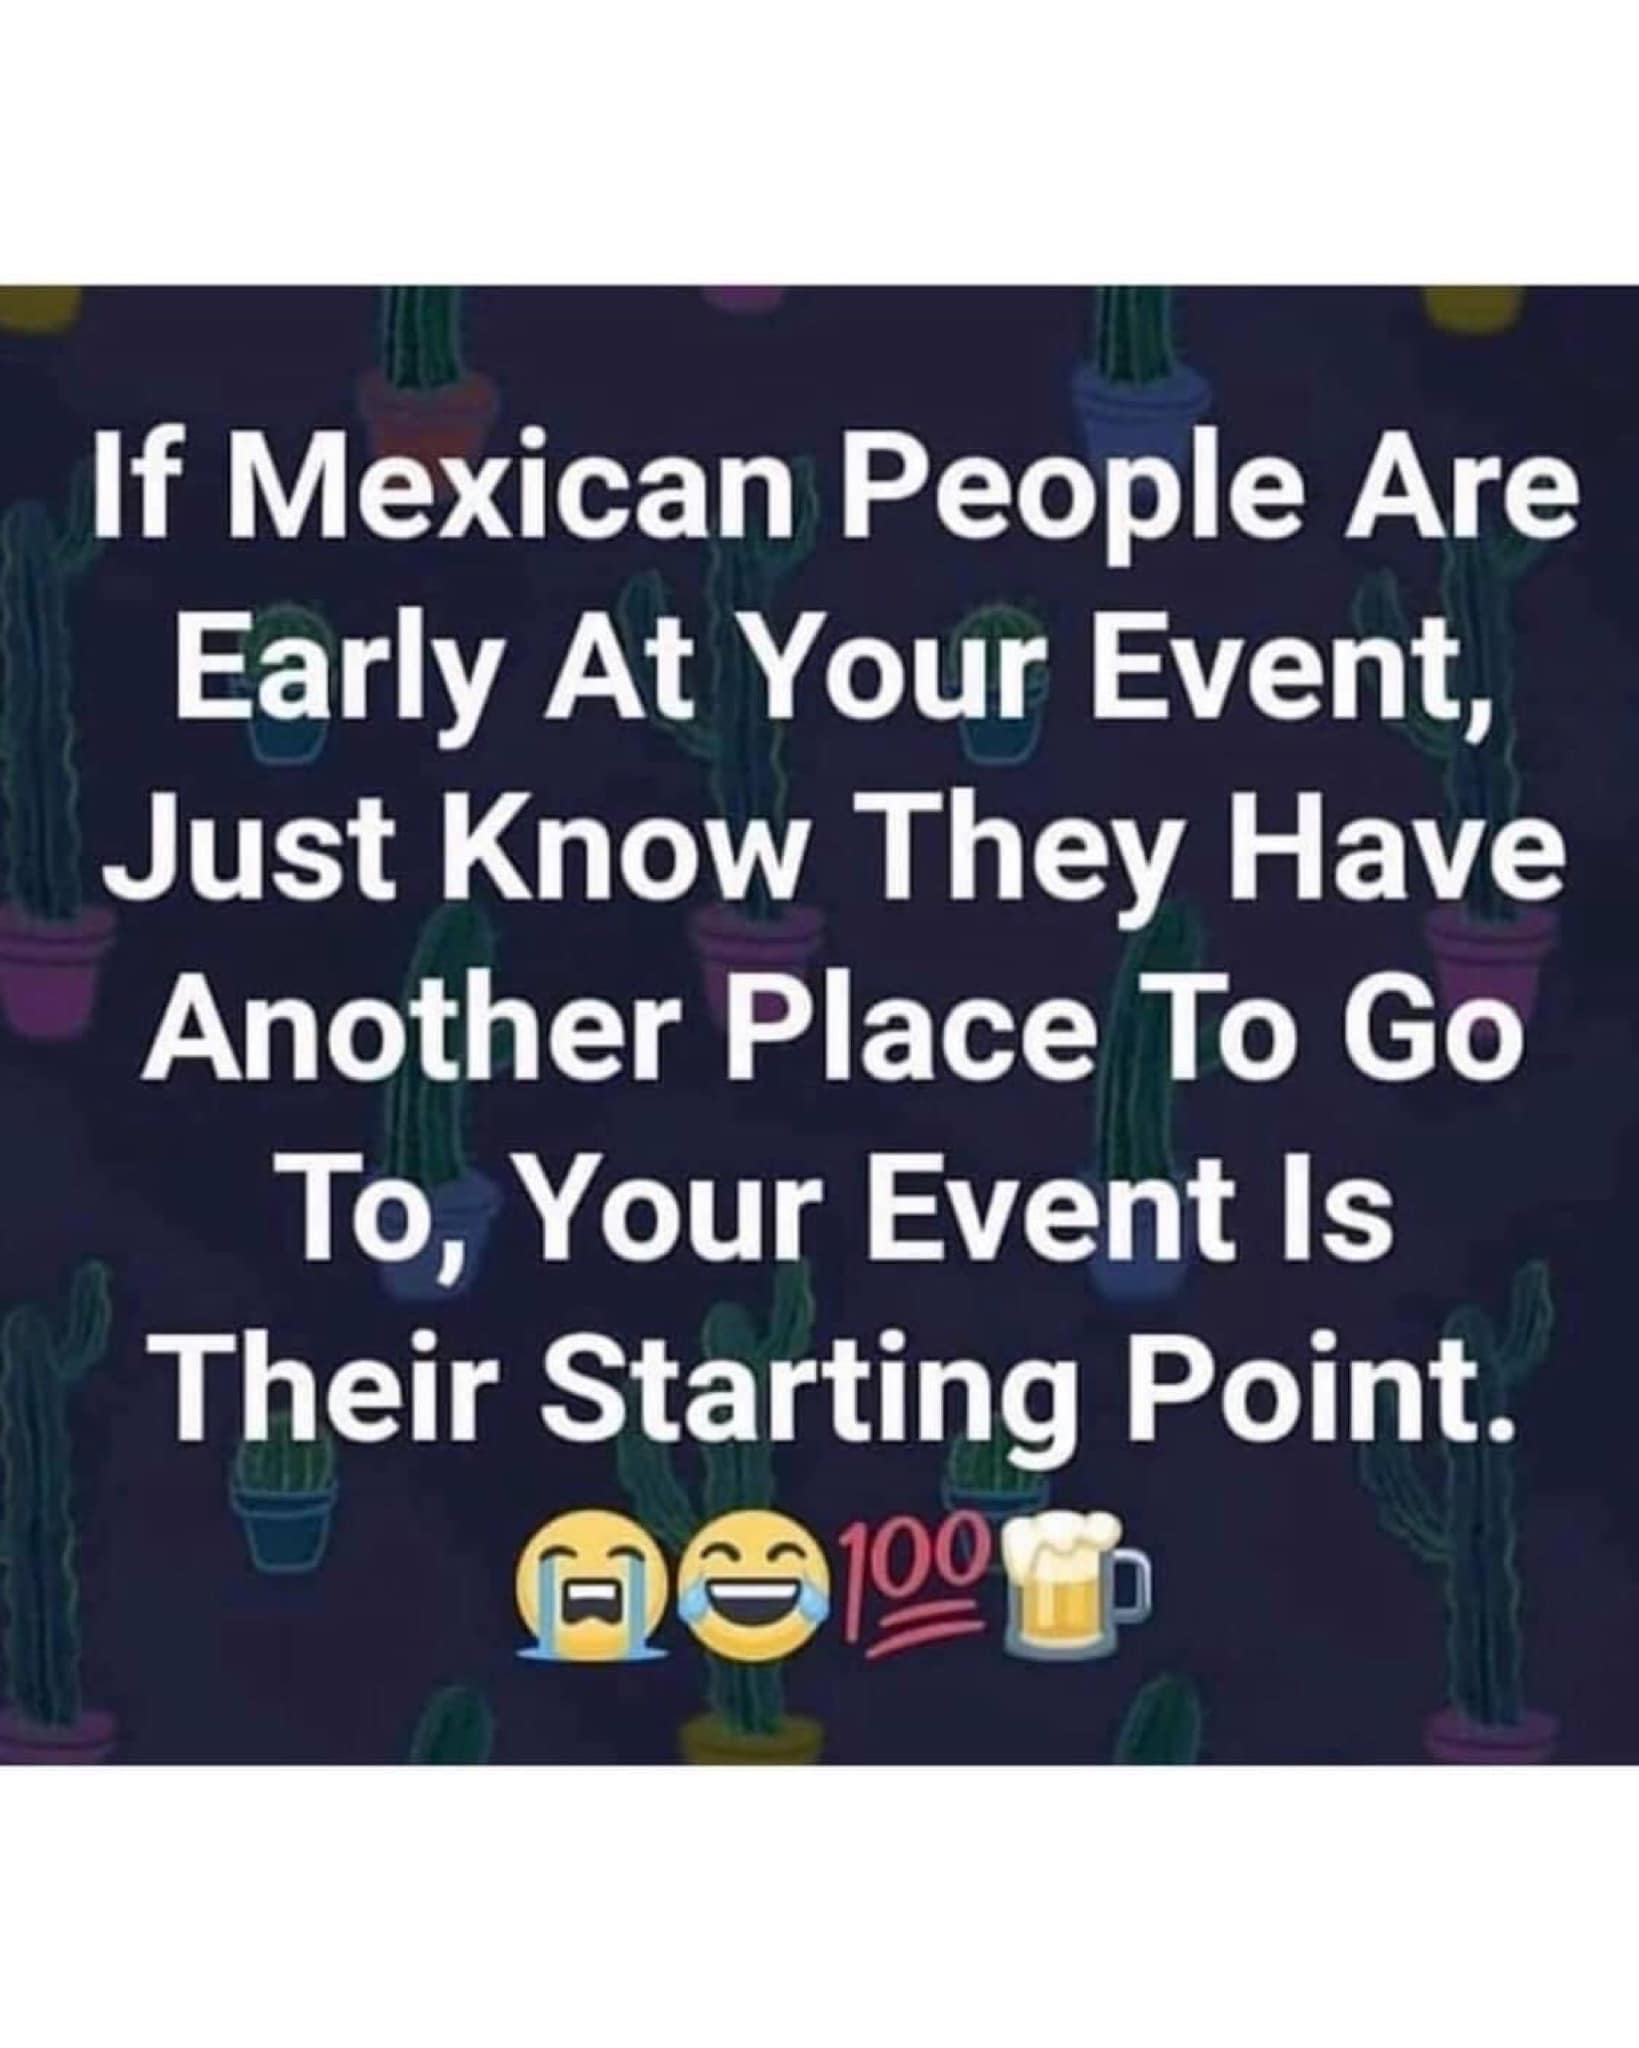 If Mexican People Are
Early At Your Event,
Just Know They Have
Another Place To Go
To, Your Event Is
Their Starting Point.
😭😂💯🍺